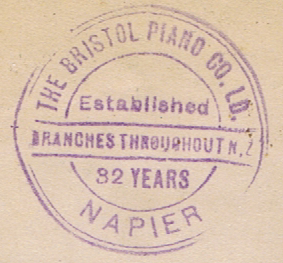 THE BRISTOL PIANO CO. LD.
Established
BRANCHES THROUGHOUT N.Z
32 YEARS
NAPIER